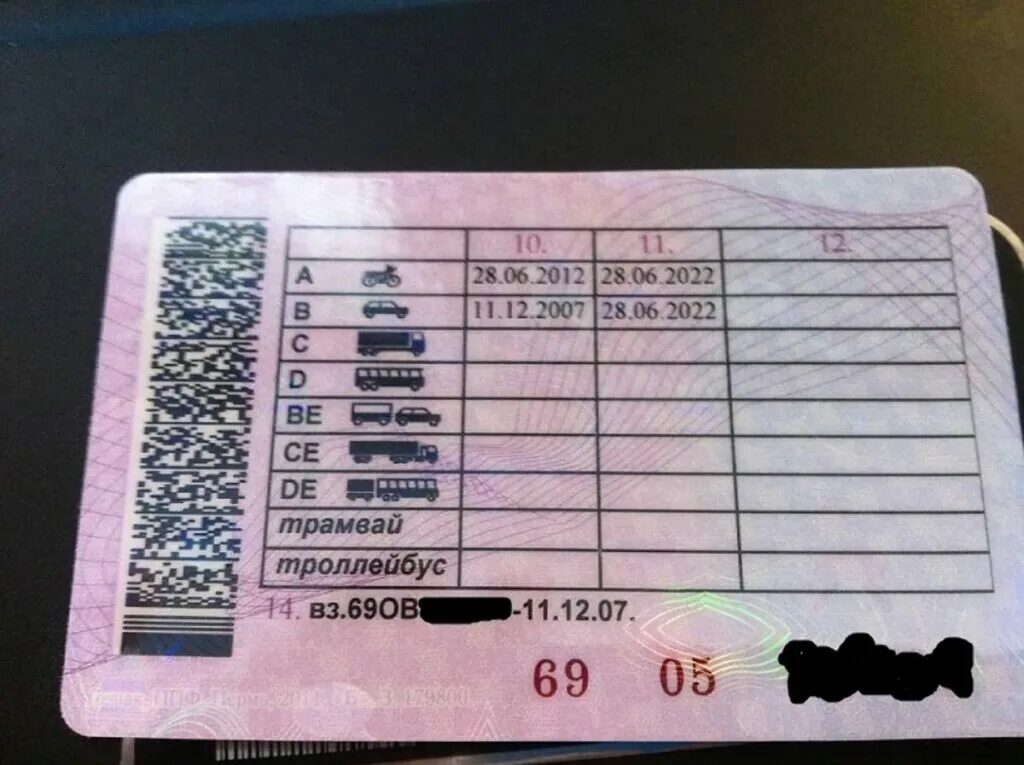 10. 11. 12.
A 28.06.2012 28.06.2022
B 11.12.2007 28.06.2022
C
D
BE
CE
DE
трамвай
троллейбус
14. вз.69ОВ -11.12.07.
69 05